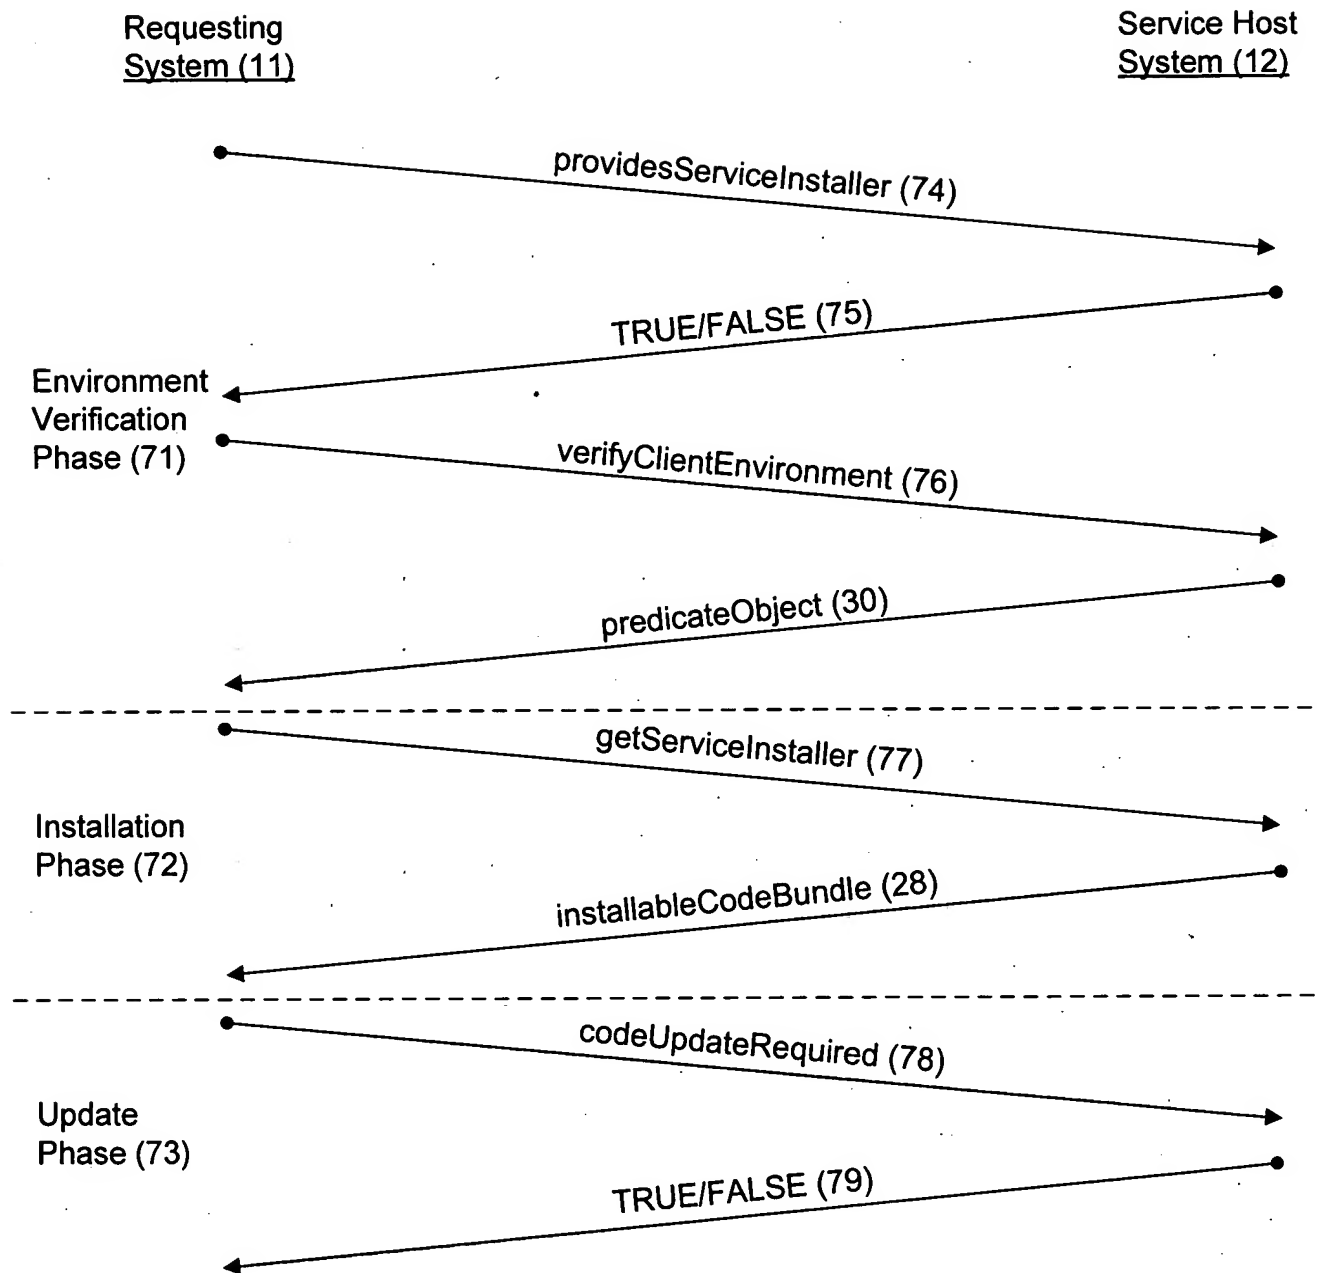 Requesting
System (11)
Service Host
System (12)
providesServiceInstaller (74)
TRUE/FALSE (75)
Environment
Verification
Phase (71)
verifyClientEnvironment (76)
predicateObject (30)
getServiceInstaller (77)
Installation
Phase (72)
installableCodeBundle (28)
codeUpdateRequired (78)
Update
Phase (73)
TRUE/FALSE (79)